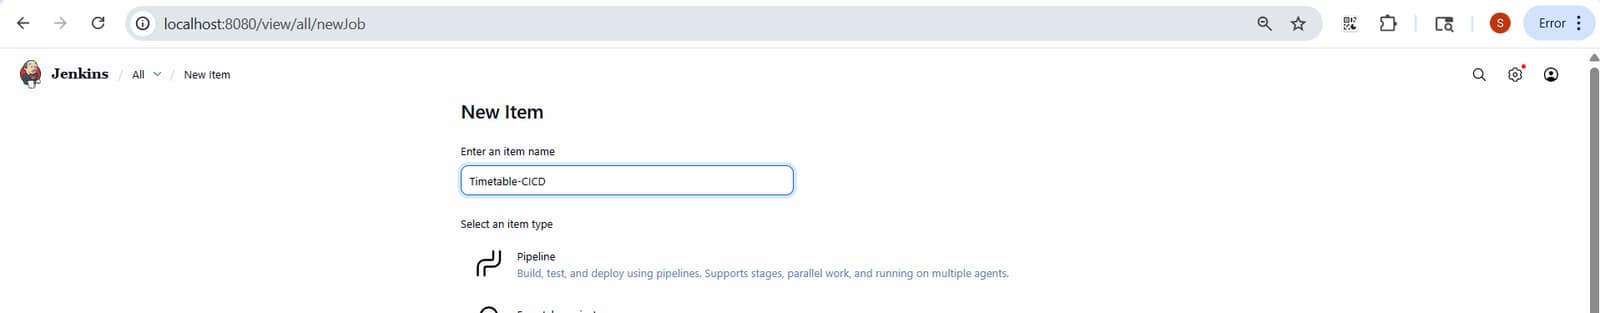 localhost:8080/view/all/newJob
S
Error
Jenkins / All / New Item
New Item
Enter an item name
Timetable-CICD
Select an item type
Pipeline
Build, test, and deploy using pipelines. Supports stages, parallel work, and running on multiple agents.